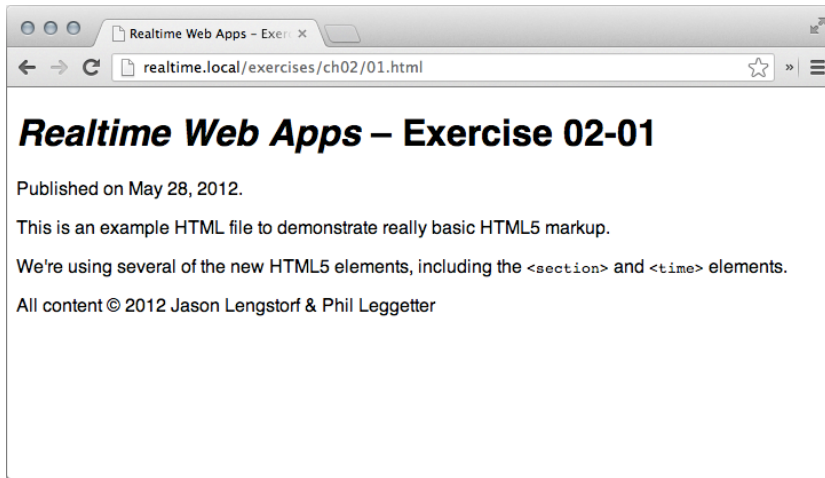 Realtime Web Apps – Exer
realtime.local/exercises/ch02/01.html
Realtime Web Apps – Exercise 02-01
Published on May 28, 2012.
This is an example HTML file to demonstrate really basic HTML5 markup.
We're using several of the new HTML5 elements, including the <section> and <time> elements.
All content © 2012 Jason Lengstorf & Phil Leggetter